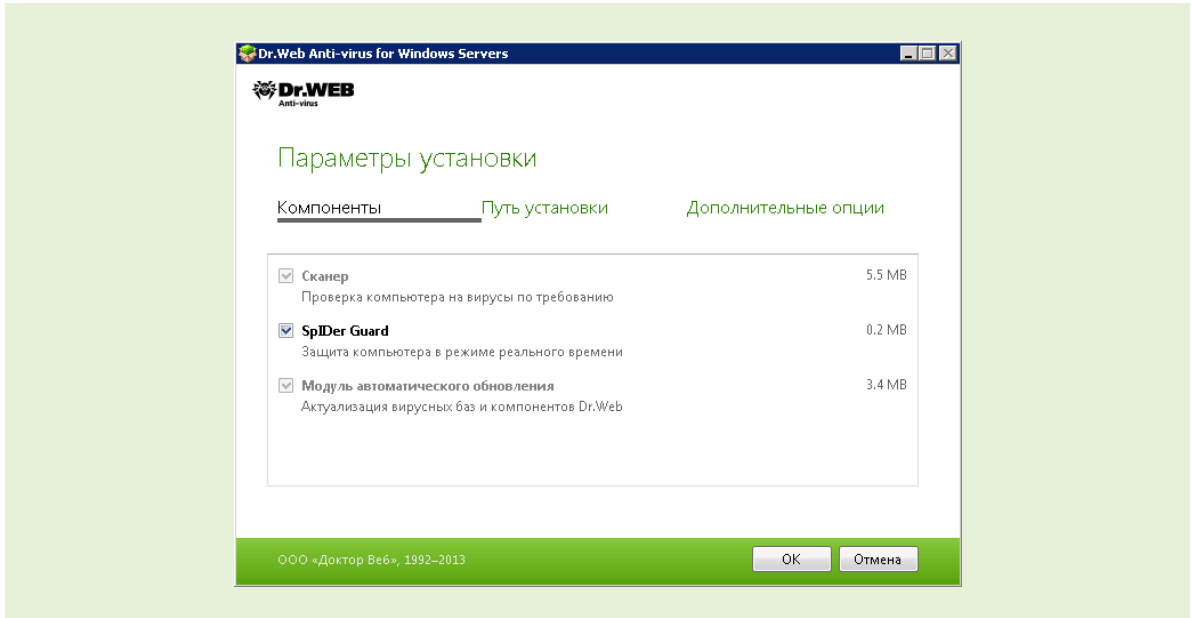 Dr.Web Anti-virus for Windows Servers
Dr.WEB
Anti-virus
Параметры установки
Компоненты Путь установки Дополнительные опции
Сканер 5.5 MB
Проверка компьютера на вирусы по требованию
SpIDer Guard 0.2 MB
Защита компьютера в режиме реального времени
Модуль автоматического обновления 3.4 MB
Актуализация вирусных баз и компонентов Dr.Web
ООО «Доктор Веб», 1992–2013 OK Отмена